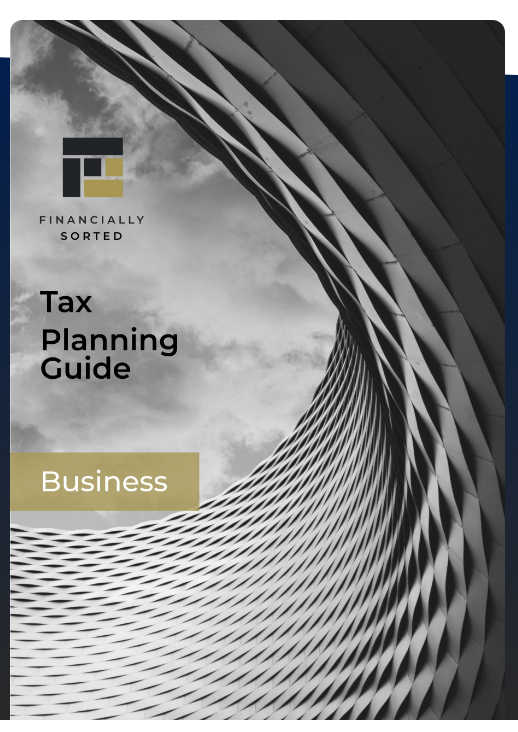 FINANCIALLY
SORTED
Tax
Planning
Guide
Business